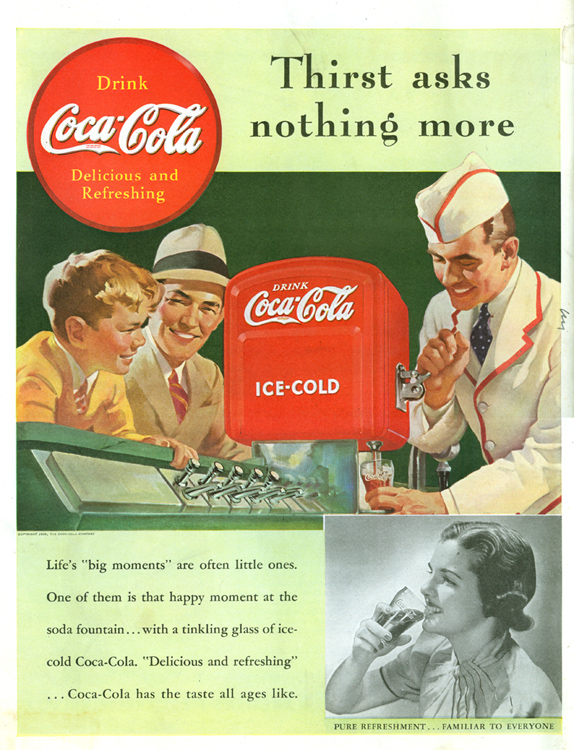 Thirst asks
nothing more
Drink
Coca-Cola
Delicious and
Refreshing
DRINK
Coca-Cola
ICE-COLD
Coca-Cola
Life's "big moments" are often little ones.
One of them is that happy moment at the
soda fountain...with a tinkling glass of ice-
cold Coca-Cola. "Delicious and refreshing"
...Coca-Cola has the taste all ages like.
PURE REFRESHMENT...FAMILIAR TO EVERYONE